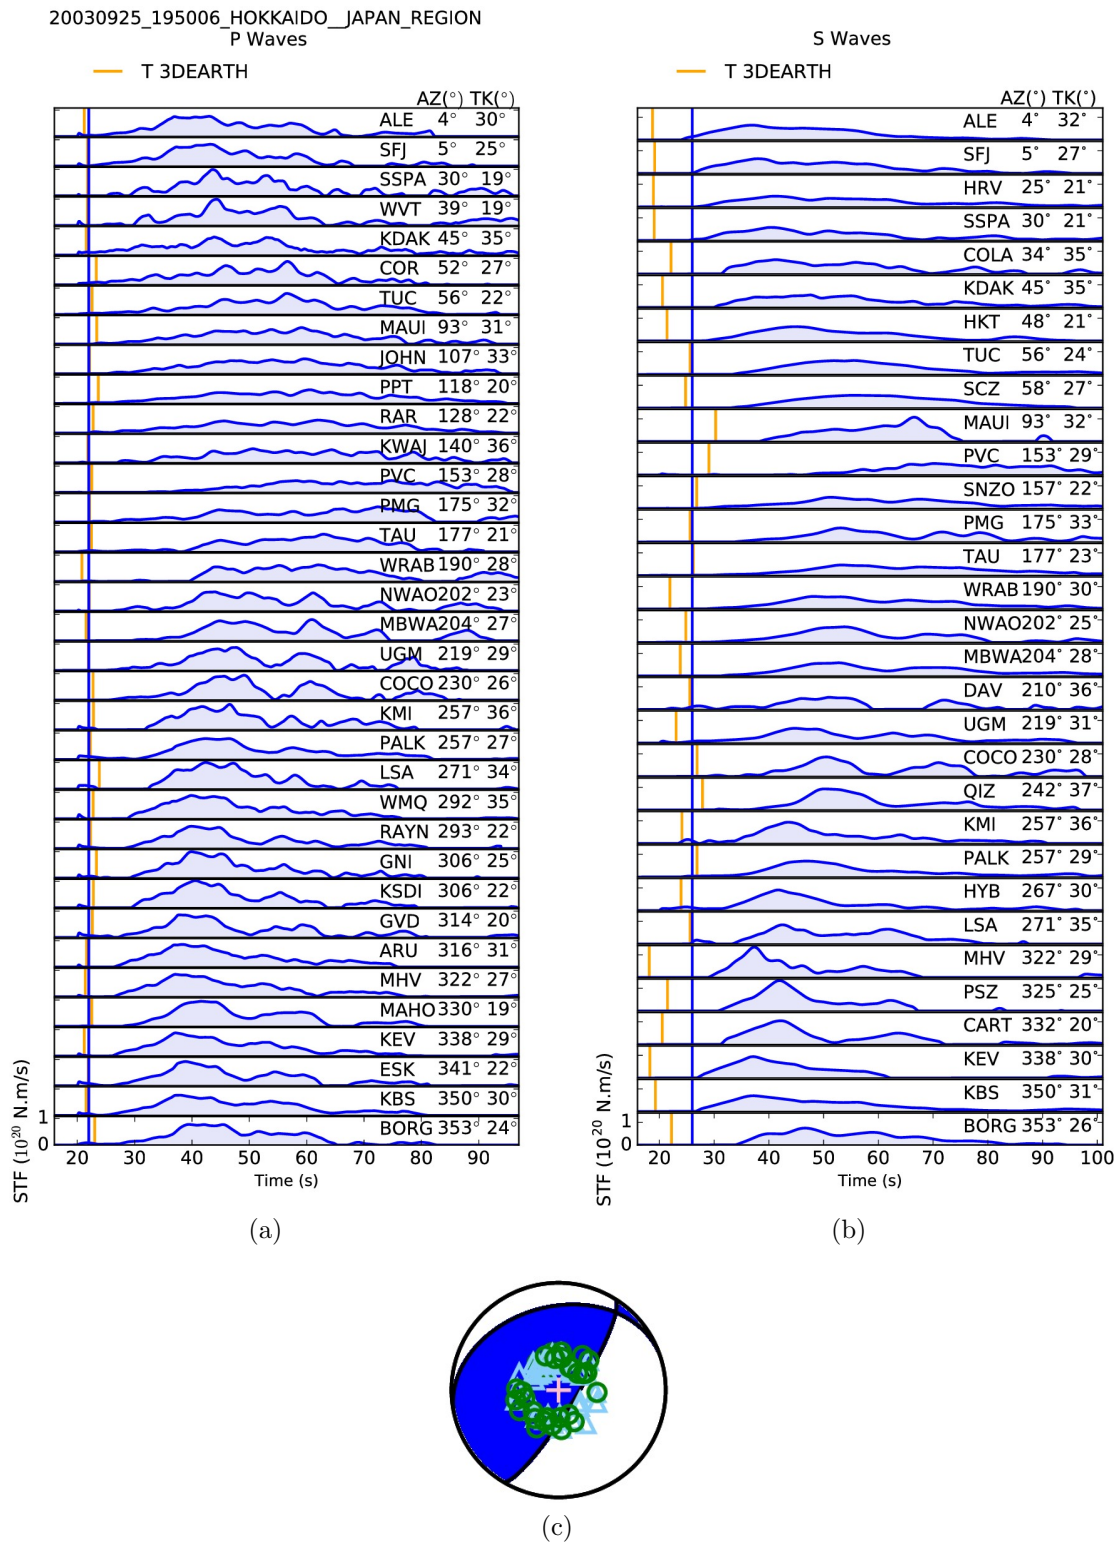 20030925_195006_HOKKAIDO__JAPAN_REGION
P Waves
T 3DEARTH
AZ(°) TK(°)
ALE 4° 30°
SFJ 5° 25°
SSPA 30° 19°
WVT 39° 19°
KDAK 45° 35°
COR 52° 27°
TUC 56° 22°
MAUI 93° 31°
JOHN 107° 33°
PPT 118° 20°
RAR 128° 22°
KWAJ 140° 36°
PVC 153° 28°
PMG 175° 32°
TAU 177° 21°
WRAB 190° 28°
NWAO 202° 23°
MBWA 204° 27°
UGM 219° 29°
COCO 230° 26°
KMI 257° 36°
PALK 257° 27°
LSA 271° 34°
WMQ 292° 35°
RAYN 293° 22°
GNI 306° 25°
KSDI 306° 22°
GVD 314° 20°
ARU 316° 31°
MHV 322° 27°
MAHO 330° 19°
KEV 338° 29°
ESK 341° 22°
KBS 350° 30°
BORG 353° 24°
1
0
STF (10²⁰ N.m/s)
20 30 40 50 60 70 80 90
Time (s)
(a)
S Waves
T 3DEARTH
AZ(°) TK(°)
ALE 4° 32°
SFJ 5° 27°
HRV 25° 21°
SSPA 30° 21°
COLA 34° 35°
KDAK 45° 35°
HKT 48° 21°
TUC 56° 24°
SCZ 58° 27°
MAUI 93° 32°
PVC 153° 29°
SNZO 157° 22°
PMG 175° 33°
TAU 177° 23°
WRAB 190° 30°
NWAO 202° 25°
MBWA 204° 28°
DAV 210° 36°
UGM 219° 31°
COCO 230° 28°
QIZ 242° 37°
KMI 257° 36°
PALK 257° 29°
HYB 267° 30°
LSA 271° 35°
MHV 322° 29°
PSZ 325° 25°
CART 332° 20°
KEV 338° 30°
KBS 350° 31°
BORG 353° 26°
1
0
STF (10²⁰ N.m/s)
20 30 40 50 60 70 80 90 100
Time (s)
(b)
(c)